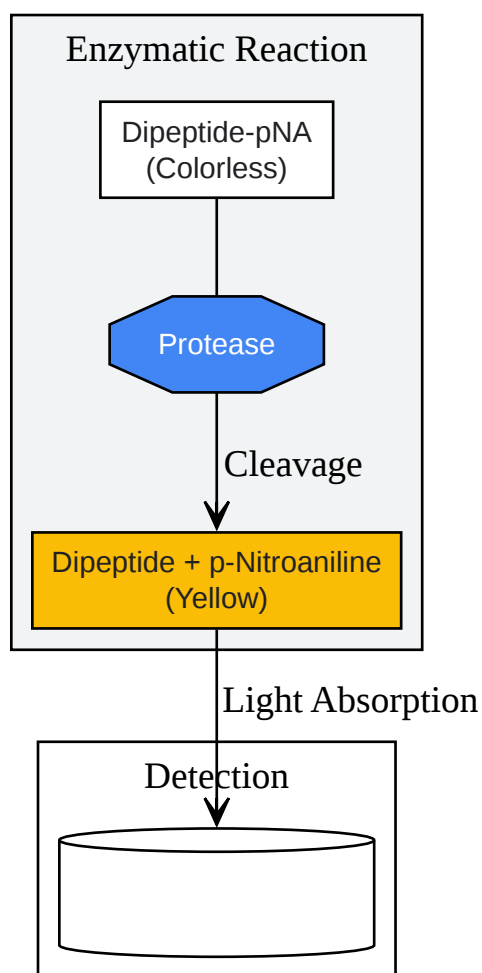 Enzymatic Reaction
Dipeptide-pNA
(Colorless)
Protease
Cleavage
Dipeptide + p-Nitroaniline
(Yellow)
Light Absorption
Detection